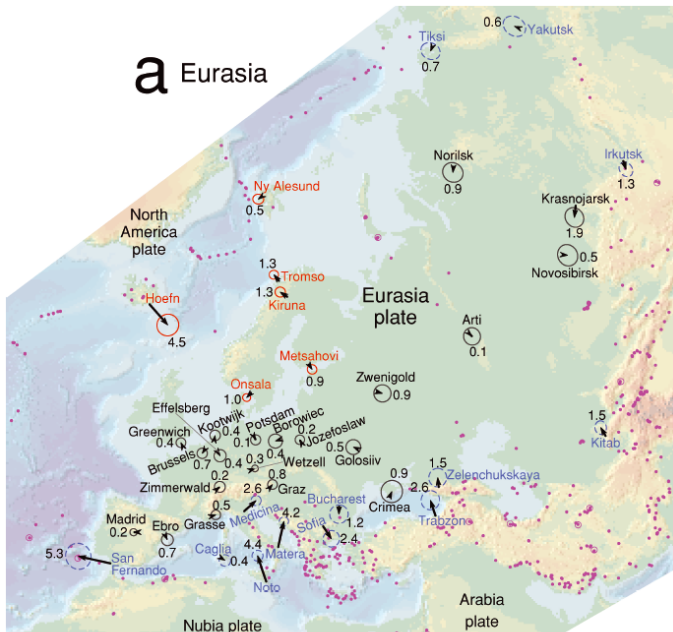 a Eurasia
0.6
Yakutsk
Tiksi
0.7
Norilsk
0.9
Irkutsk
1.3
Krasnojarsk
1.9
0.5
Novosibirsk
Ny Alesund
0.5
North
America
plate
1.3
Tromso
1.3
Kiruna
Hoefn
4.5
Eurasia
plate
Arti
0.1
Metsahovi
0.9
Zwenigold
0.9
Onsala
1.0
Effelsberg
Greenwich
0.4
Kootwijk
0.4
Potsdam
0.1
Borowiec
0.4
0.2
Jozefoslaw
0.5
Golosiiv
1.5
Kitab
Brussels
0.7
0.4
0.3
Wetzell
Zimmerwald
0.2
0.8
Graz
2.6
Medicina
0.5
Grasse
Bucharest
1.2
0.9
Crimea
1.5
Zelenchukskaya
2.6
Trabzon
Madrid
0.2
Ebro
0.7
4.2
Matera
Sofia
2.4
5.3
San
Fernando
Caglia
0.4
4.4
Noto
Nubia plate
Arabia
plate